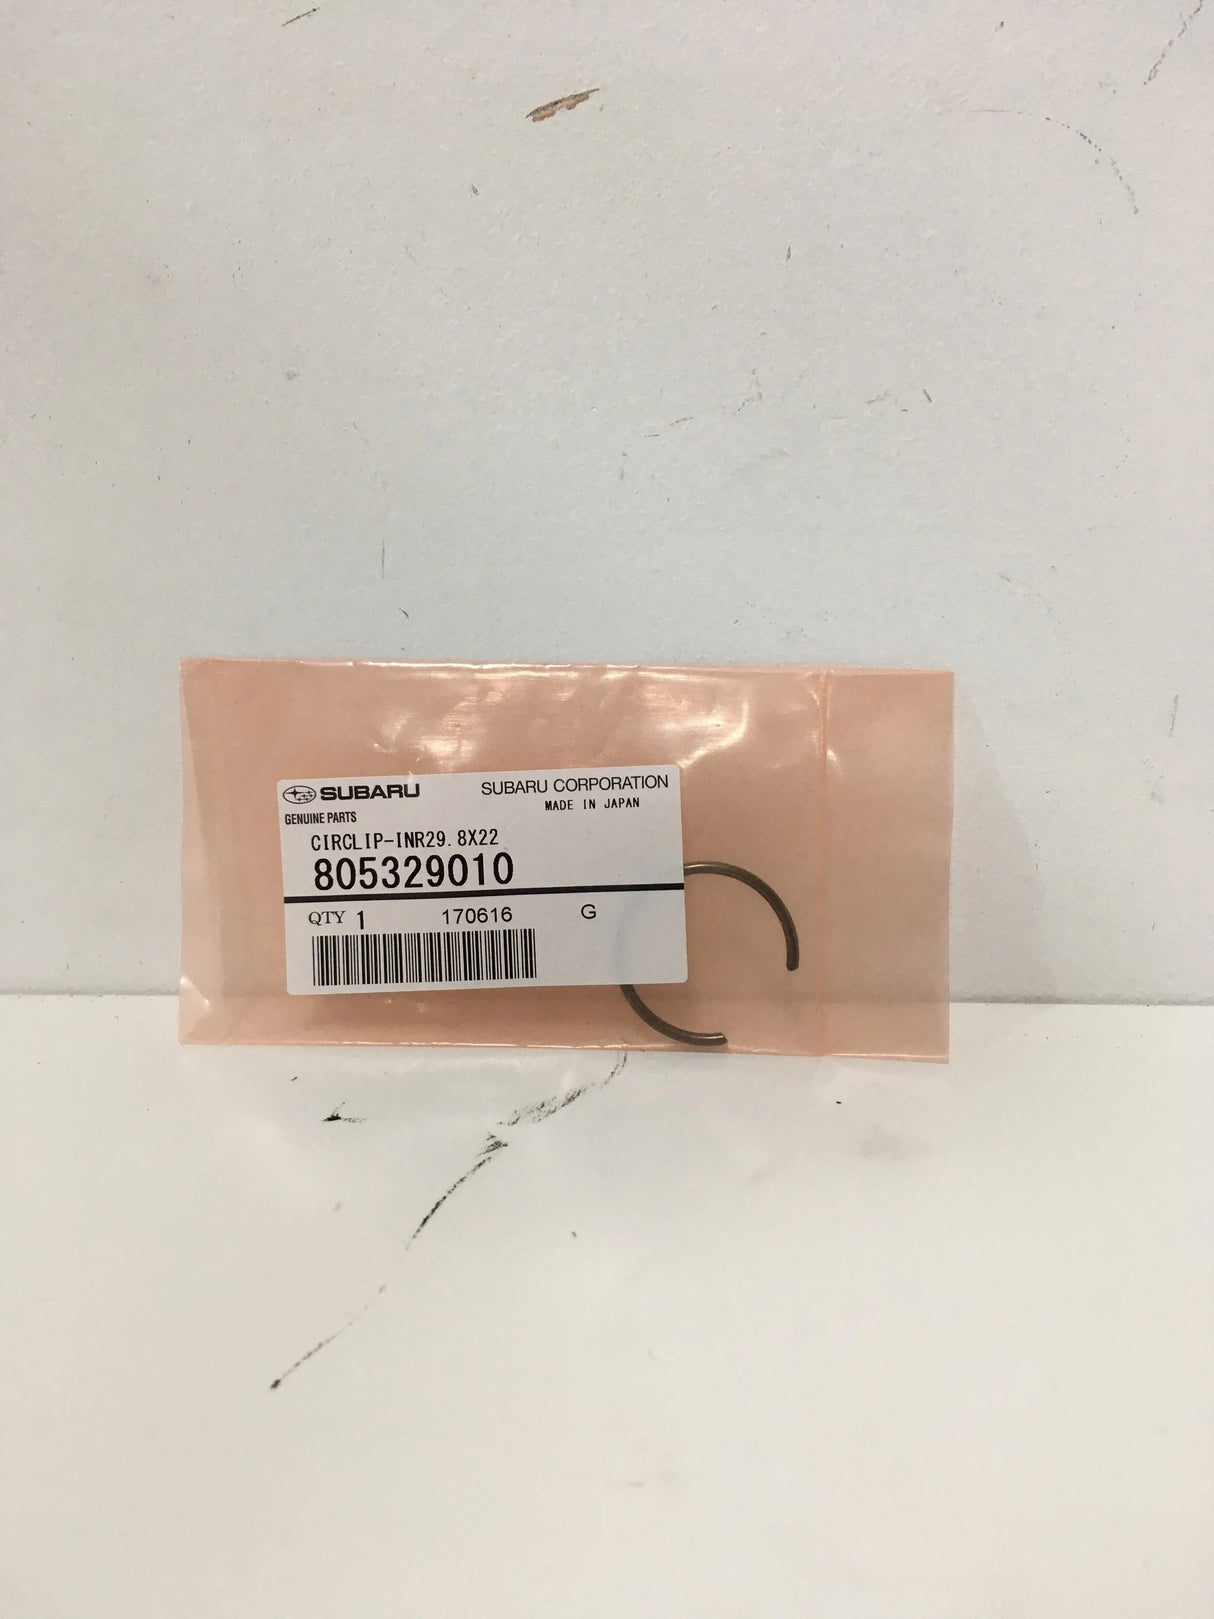 SUBARU SUBARU CORPORATION
MADE IN JAPAN
GENUINE PARTS
CIRCLIP-INR29.8X22
805329010
QTY 1 170616 G